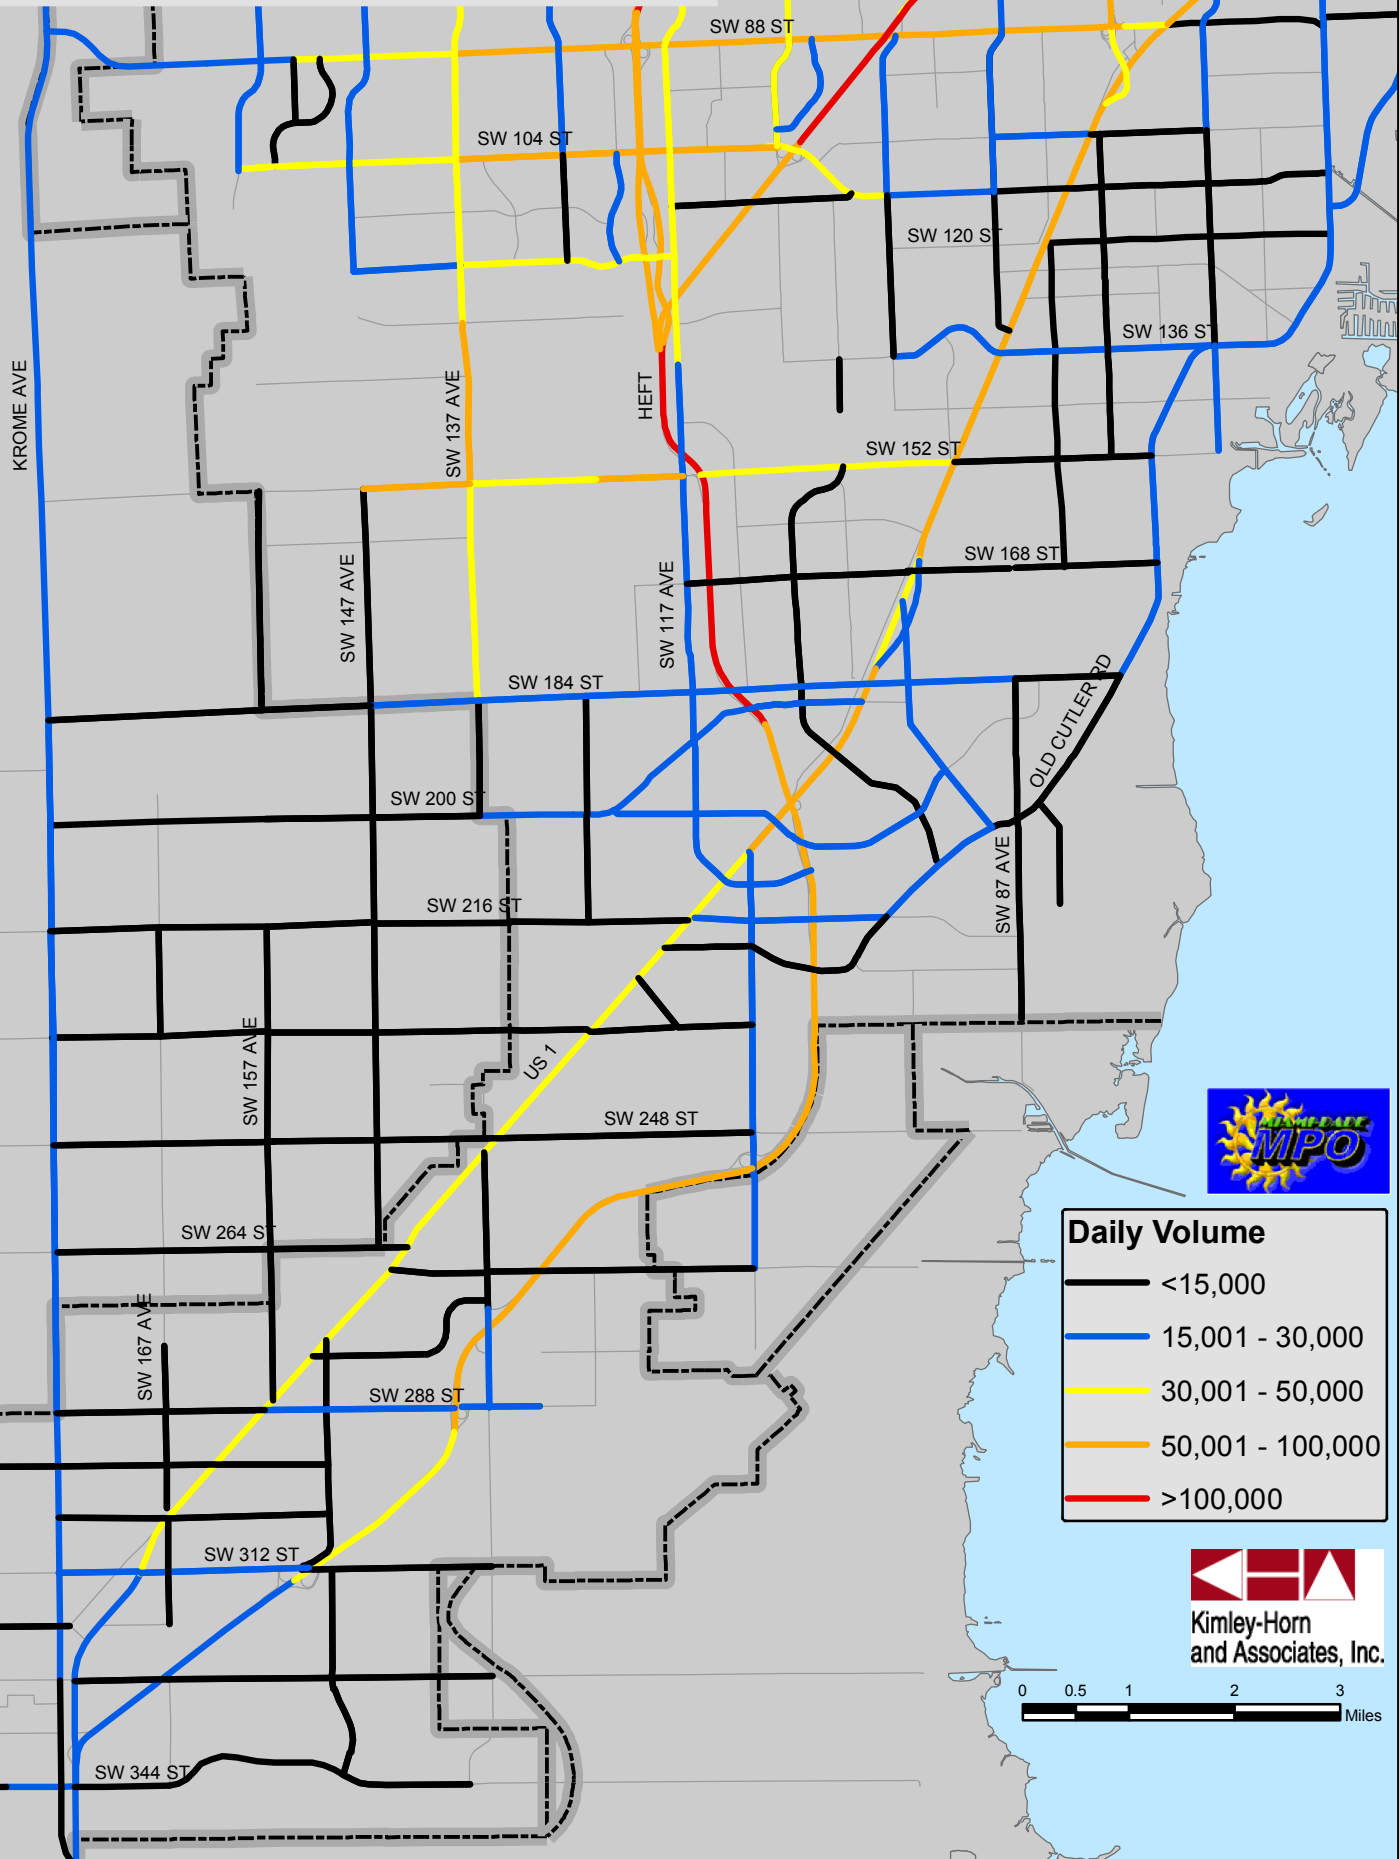 SW 88 ST
SW 104 ST
SW 120 ST
SW 136 ST
KROME AVE
SW 137 AVE
HEFT
SW 152 ST
SW 168 ST
SW 147 AVE
SW 117 AVE
SW 184 ST
OLD CUTLER RD
SW 200 ST
SW 87 AVE
SW 216 ST
SW 157 AVE
US 1
SW 248 ST
SW 264 ST
SW 167 AVE
SW 288 ST
SW 312 ST
SW 344 ST
MIAMI-DADE
MPO
Daily Volume
<15,000
15,001 - 30,000
30,001 - 50,000
50,001 - 100,000
>100,000
Kimley-Horn
and Associates, Inc.
0 0.5 1 2 3
Miles